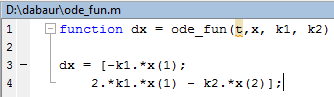 D:\dabaur\ode_fun.m
1 function dx = ode_fun(t,x, k1, k2)
2
3 dx = [-k1.*x(1);
4 2.*k1.*x(1) - k2.*x(2)];